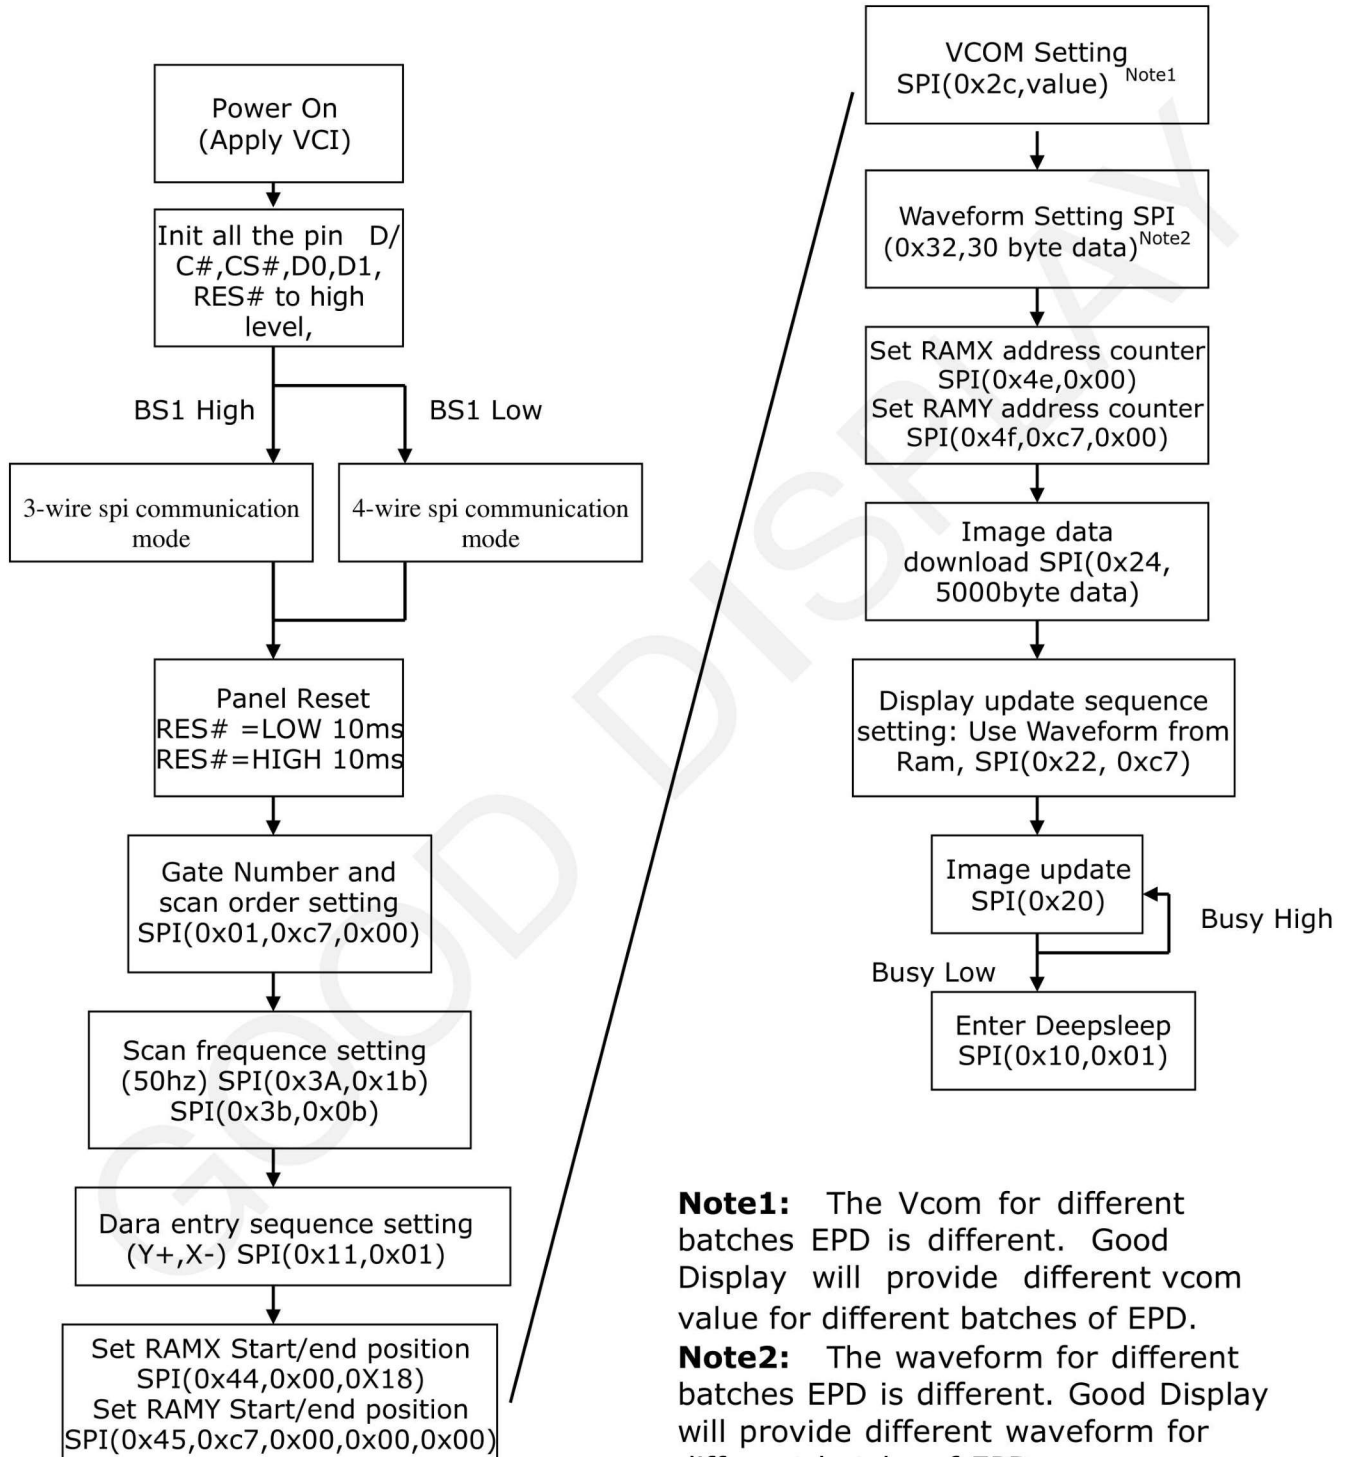 Power On
(Apply VCI)
Init all the pin D/
C#,CS#,D0,D1,
RES# to high
level,
BS1 High
BS1 Low
3-wire spi communication
mode
4-wire spi communication
mode
Panel Reset
RES# =LOW 10ms
RES#=HIGH 10ms
Gate Number and
scan order setting
SPI(0x01,0xc7,0x00)
Scan frequence setting
(50hz) SPI(0x3A,0x1b)
SPI(0x3b,0x0b)
Dara entry sequence setting
(Y+,X-) SPI(0x11,0x01)
Set RAMX Start/end position
SPI(0x44,0x00,0X18)
Set RAMY Start/end position
SPI(0x45,0xc7,0x00,0x00,0x00)
VCOM Setting
SPI(0x2c,value) Note1
Waveform Setting SPI
(0x32,30 byte data)Note2
Set RAMX address counter
SPI(0x4e,0x00)
Set RAMY address counter
SPI(0x4f,0xc7,0x00)
Image data
download SPI(0x24,
5000byte data)
Display update sequence
setting: Use Waveform from
Ram, SPI(0x22, 0xc7)
Image update
SPI(0x20)
Busy High
Busy Low
Enter Deepsleep
SPI(0x10,0x01)
Note1: The Vcom for different
batches EPD is different. Good
Display will provide different vcom
value for different batches of EPD.
Note2: The waveform for different
batches EPD is different. Good Display
will provide different waveform for
GOOD DISPLAY